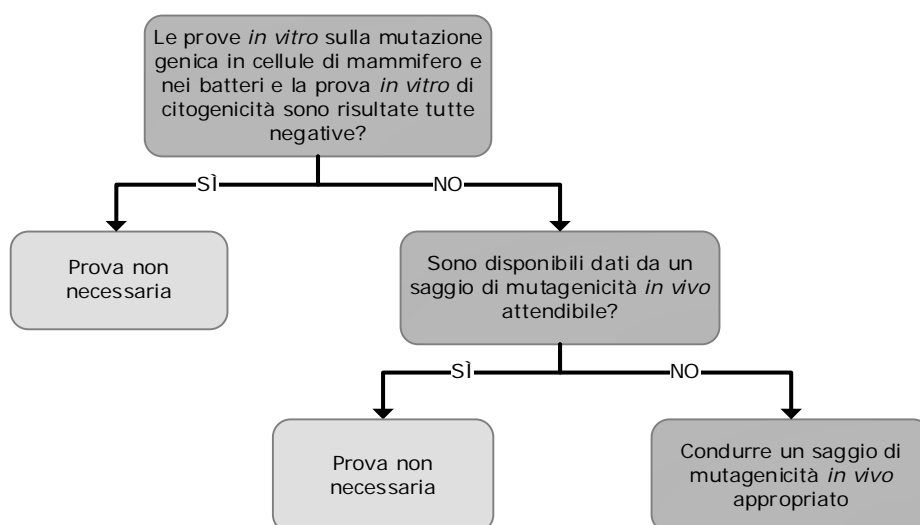 Le prove in vitro sulla mutazione
genica in cellule di mammifero e
nei batteri e la prova in vitro di
citogenicità sono risultate tutte
negative?
SÌ
NO
Prova non
necessaria
Sono disponibili dati da un
saggio di mutagenicità in vivo
attendibile?
SÌ
NO
Prova non
necessaria
Condurre un saggio di
mutagenicità in vivo
appropriato